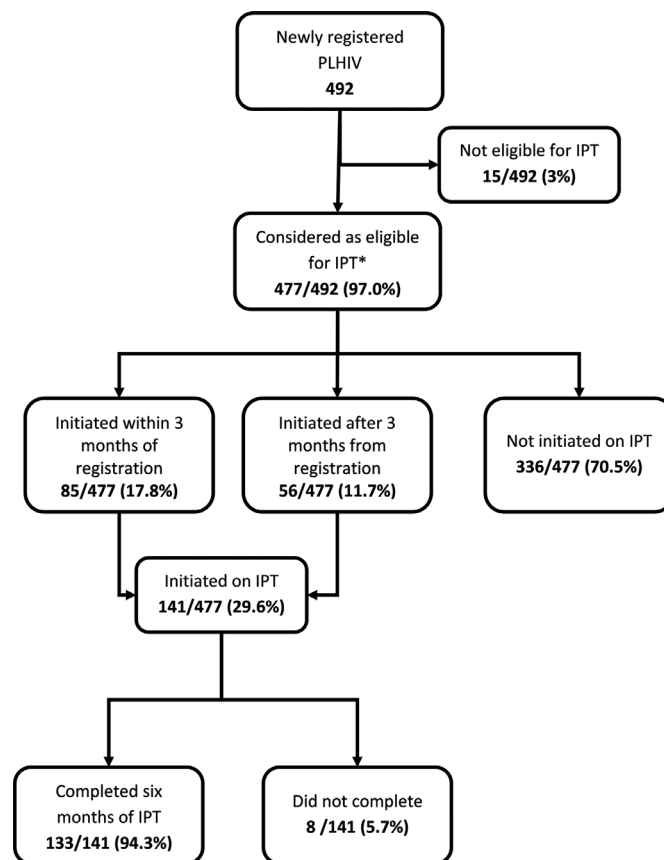 Newly registered
PLHIV
492
Not eligible for IPT
15/492 (3%)
Considered as eligible
for IPT*
477/492 (97.0%)
Initiated within 3
months of
registration
85/477 (17.8%)
Initiated after 3
months from
registration
56/477 (11.7%)
Not initiated on IPT
336/477 (70.5%)
Initiated on IPT
141/477 (29.6%)
Completed six
months of IPT
133/141 (94.3%)
Did not complete
8 /141 (5.7%)